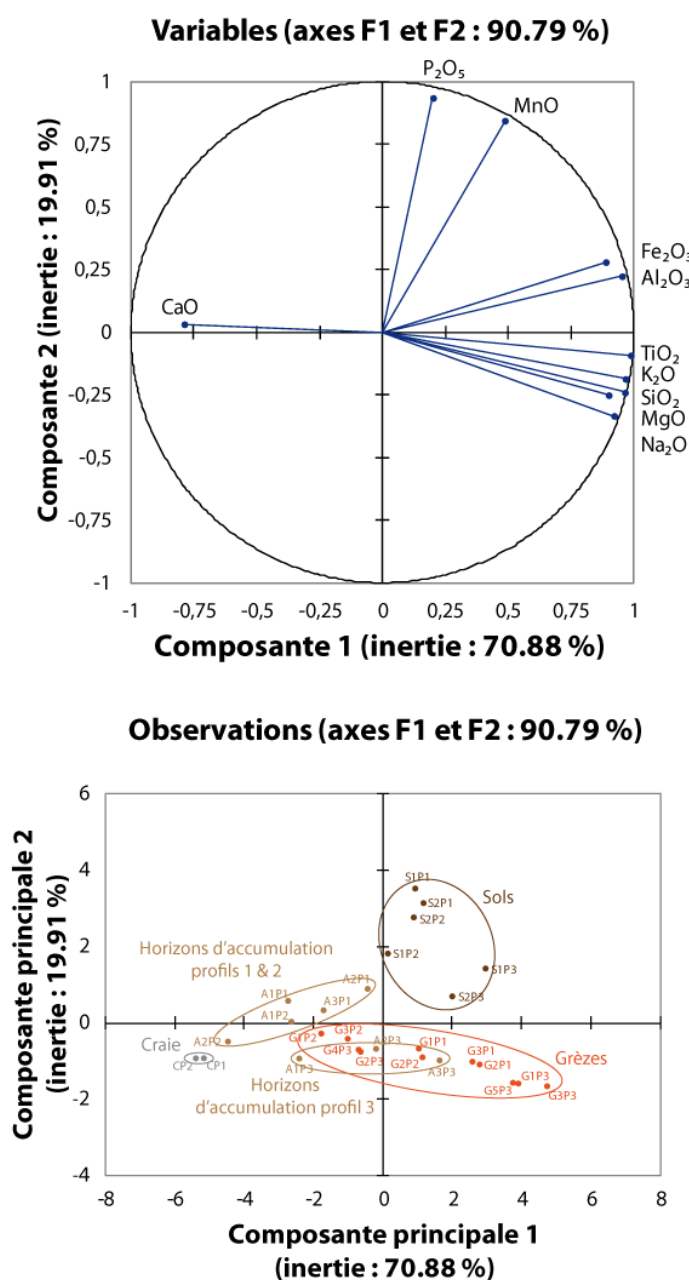 Variables (axes F1 et F2 : 90.79 %)
P₂O₅
MnO
Fe₂O₃
Al₂O₃
CaO
TiO₂
K₂O
SiO₂
MgO
Na₂O
1
0,75
0,5
0,25
0
-0,25
-0,5
-0,75
-1
-1 -0,75 -0,5 -0,25 0 0,25 0,5 0,75 1
Composante 2 (inertie : 19.91 %)
Composante 1 (inertie : 70.88 %)
Observations (axes F1 et F2 : 90.79 %)
6
4
2
0
-2
-4
-8 -6 -4 -2 0 2 4 6 8
Composante principale 2
(inertie : 19.91 %)
S1P1
S2P1
S2P2
Sols
S1P2
S1P3
S2P3
Horizons d'accumulation
profils 1 & 2
A2P1
A1P1
A3P1
A1P2
A2P2
Craie
CP2 CP1
G1P2
G3P2
G4P3
G2P3
A2P3
G1P1
G2P2
A1P3
A3P3
G3P1
G2P1
Grèzes
G1P3
G5P3
G3P3
Horizons
d'accumulation profil 3
Composante principale 1
(inertie : 70.88 %)